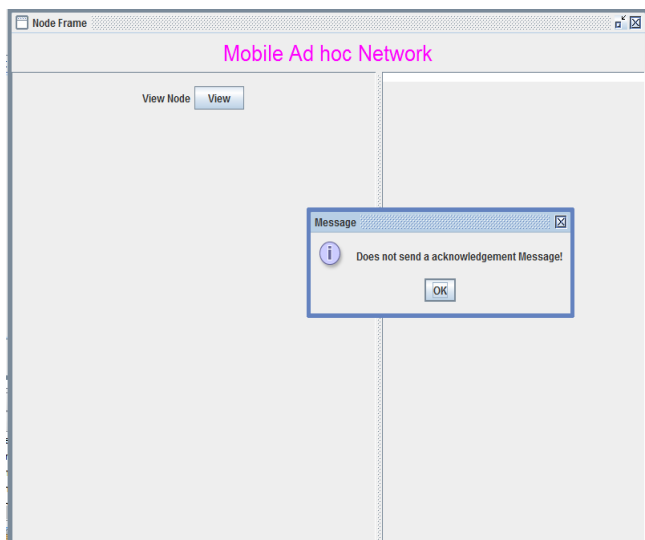 Node Frame
Mobile Ad hoc Network
View Node View
Message
Does not send a acknowledgement Message!
OK